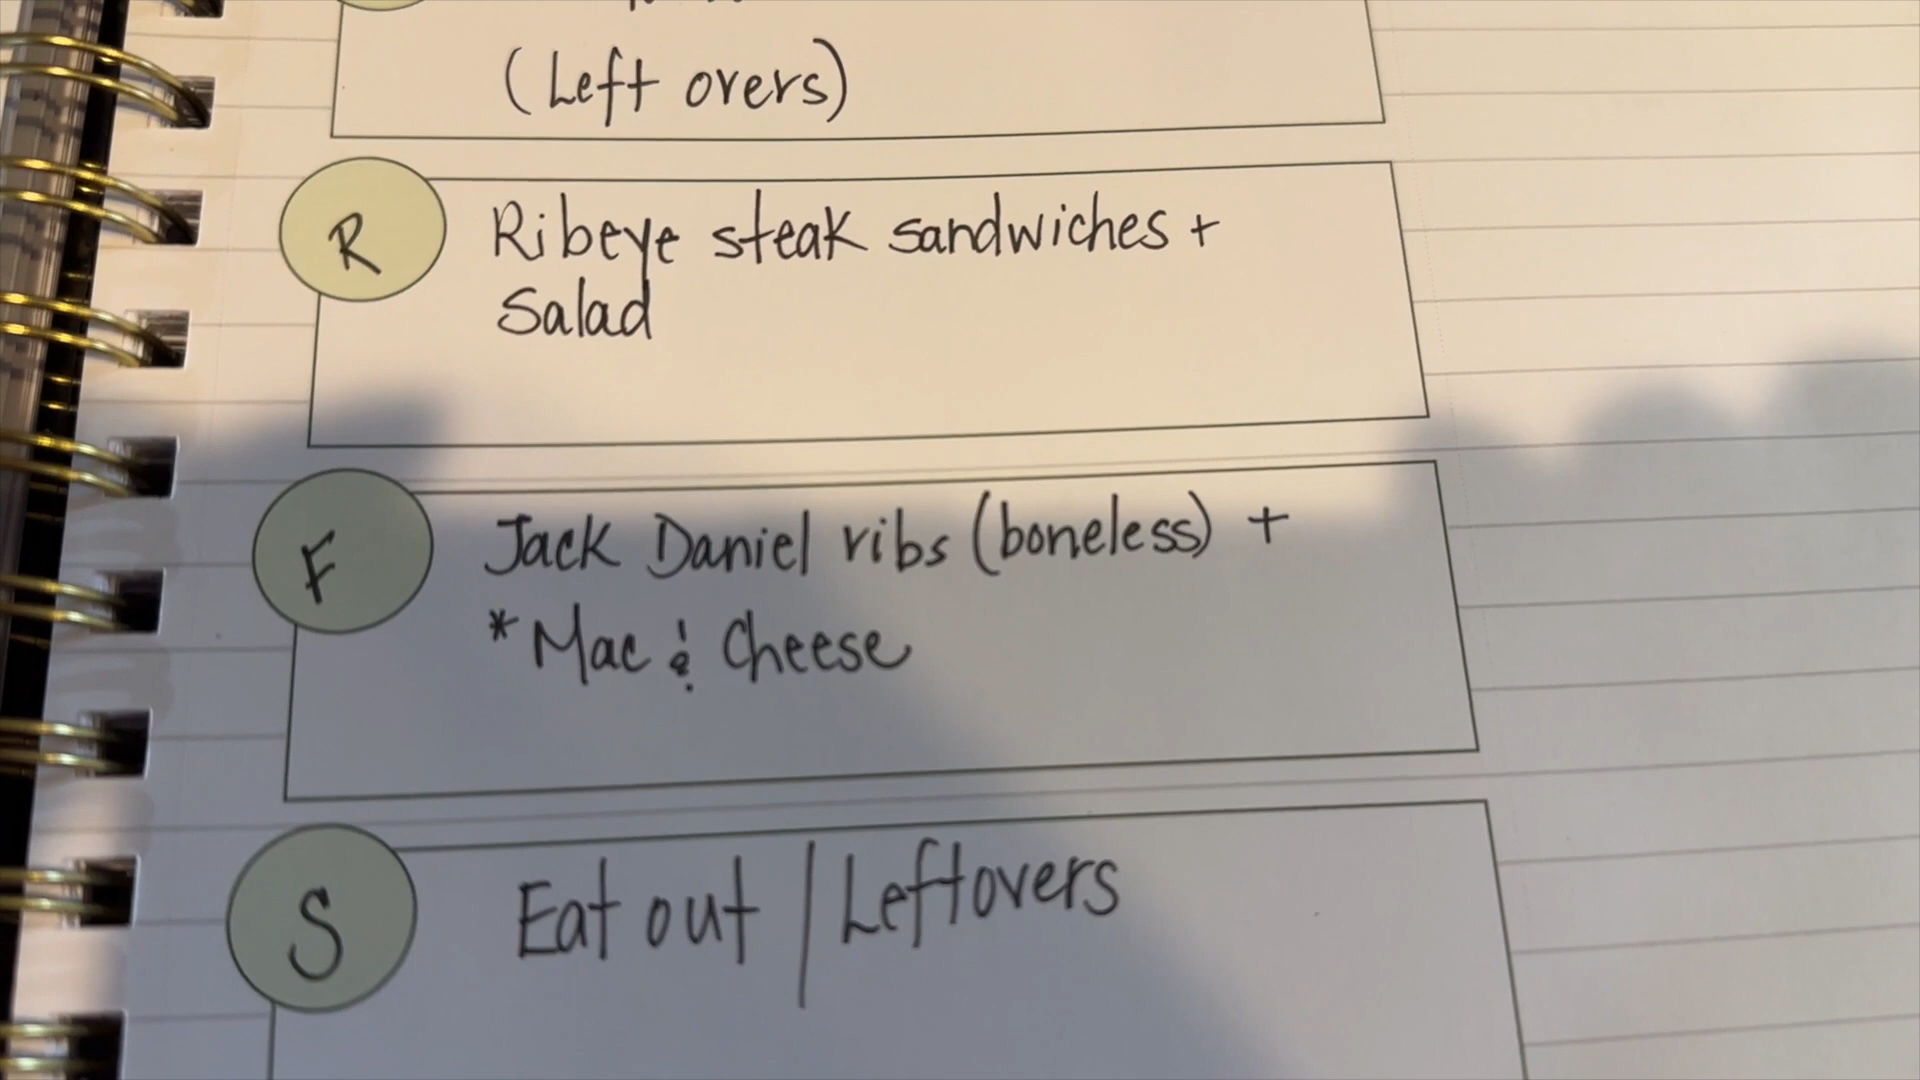 (Left overs)
R
Ribeye steak sandwiches +
Salad
F
Jack Daniel ribs (boneless) +
*Mac & Cheese
S
Eat out / Leftovers